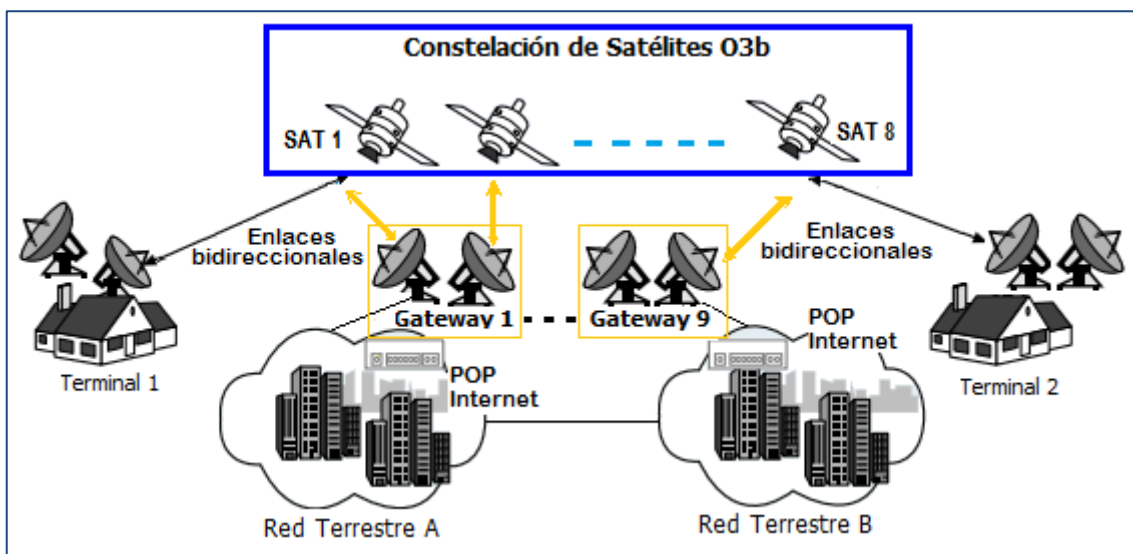 Constelación de Satélites O3b
SAT 1
SAT 8
Enlaces
bidireccionales
Enlaces
bidireccionales
Gateway 1
Gateway 9
Terminal 1
POP
Internet
POP
Internet
Terminal 2
Red Terrestre A
Red Terrestre B